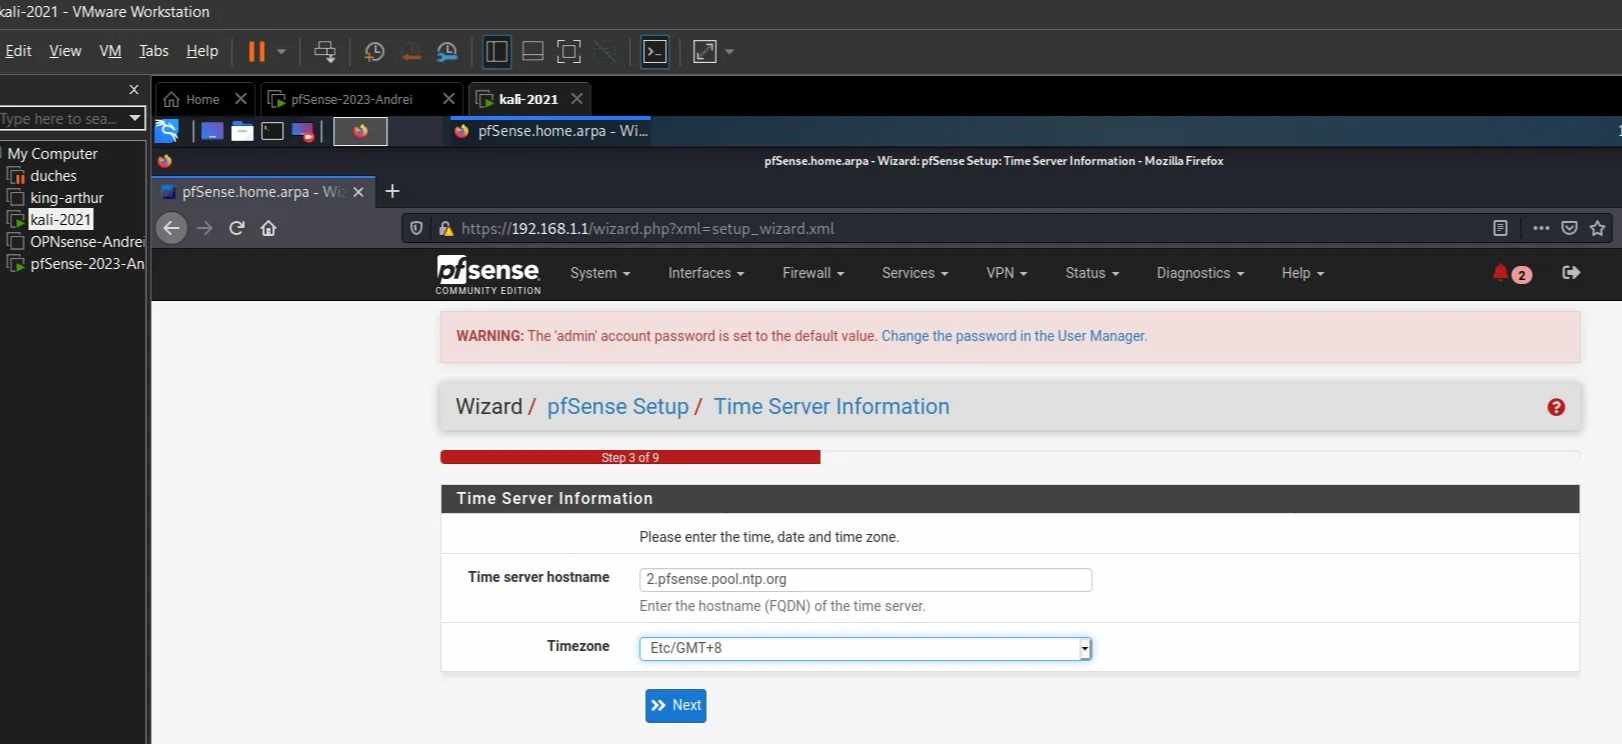 kali-2021 - VMware Workstation
Edit View VM Tabs Help
Home pfSense-2023-Andrei kali-2021
Type here to sea...
pfSense.home.arpa - Wi...
My Computer
duches
king-arthur
kali-2021
OPNsense-Andrei
pfSense-2023-An
pfSense.home.arpa - Wizard: pfSense Setup: Time Server Information - Mozilla Firefox
pfSense.home.arpa - Wiz
https://192.168.1.1/wizard.php?xml=setup_wizard.xml
pfsense
COMMUNITY EDITION
System Interfaces Firewall Services VPN Status Diagnostics Help 2
WARNING: The 'admin' account password is set to the default value. Change the password in the User Manager.
Wizard / pfSense Setup / Time Server Information
Step 3 of 9
Time Server Information
Please enter the time, date and time zone.
Time server hostname 2.pfsense.pool.ntp.org
Enter the hostname (FQDN) of the time server.
Timezone Etc/GMT+8
Next